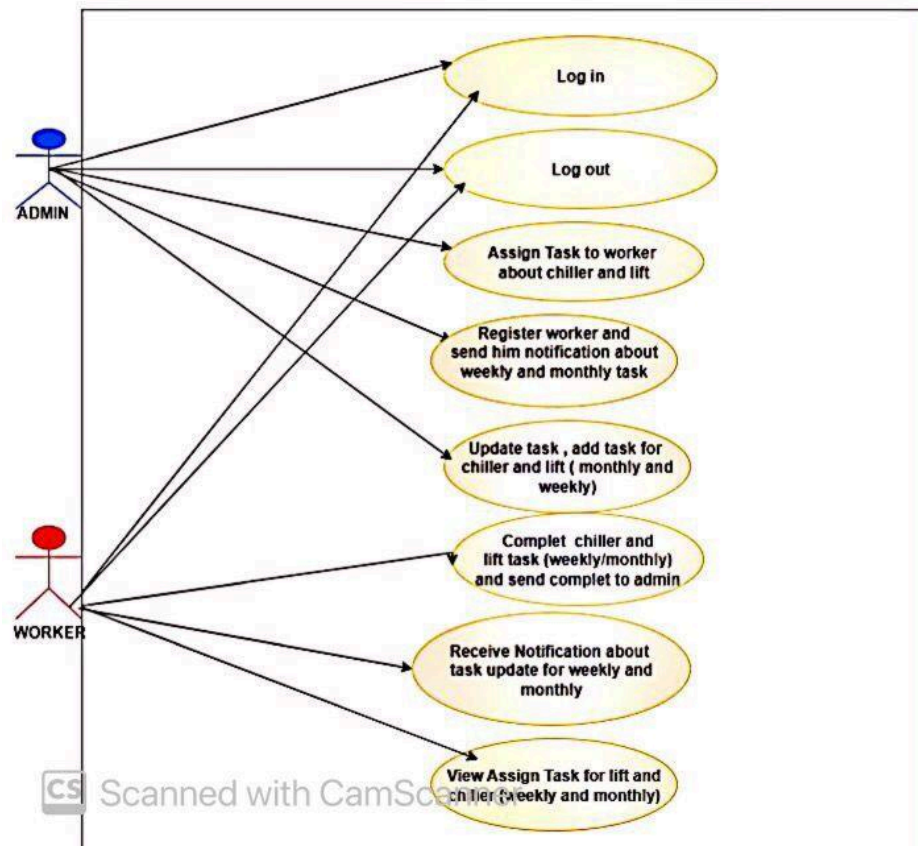 Log in
Log out
ADMIN
Assign Task to worker
about chiller and lift
Register worker and
send him notification about
weekly and monthly task
Update task , add task for
chiller and lift ( monthly and
weekly)
Complet chiller and
lift task (weekly/monthly)
and send complet to admin
WORKER
Receive Notification about
task update for weekly and
monthly
View Assign Task for lift and
chiller (weekly and monthly)
CS Scanned with CamScanner